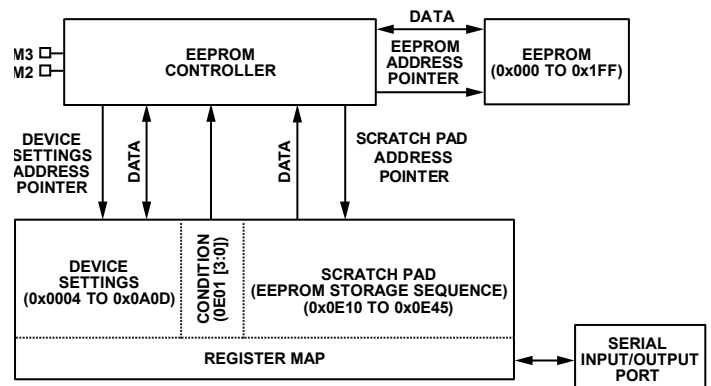 M3
M2
EEPROM
CONTROLLER
DATA
EEPROM
ADDRESS
POINTER
EEPROM
(0x000 TO 0x1FF)
DEVICE
SETTINGS
ADDRESS
POINTER
DATA
DATA
SCRATCH PAD
ADDRESS
POINTER
DEVICE
SETTINGS
(0x0004 TO 0x0A0D)
CONDITION
(0E01 [3:0])
SCRATCH PAD
(EEPROM STORAGE SEQUENCE)
(0x0E10 TO 0x0E45)
REGISTER MAP
SERIAL
INPUT/OUTPUT
PORT